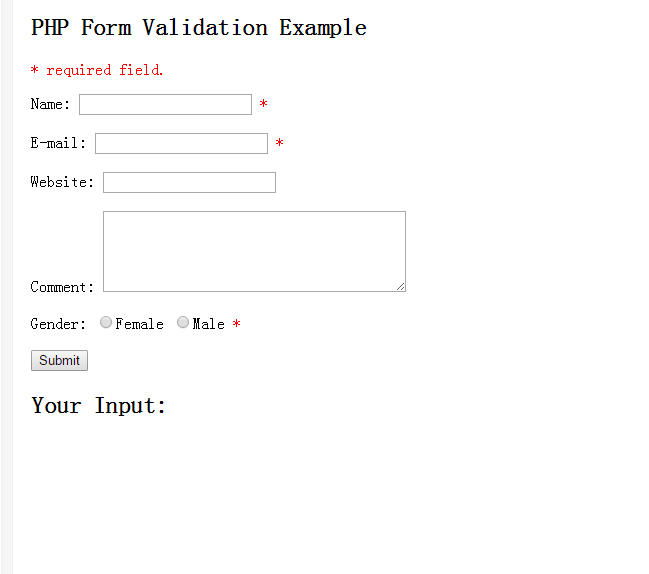 PHP Form Validation Example
* required field.
Name: *
E-mail: *
Website:
Comment:
Gender: Female Male *
Submit
Your Input: